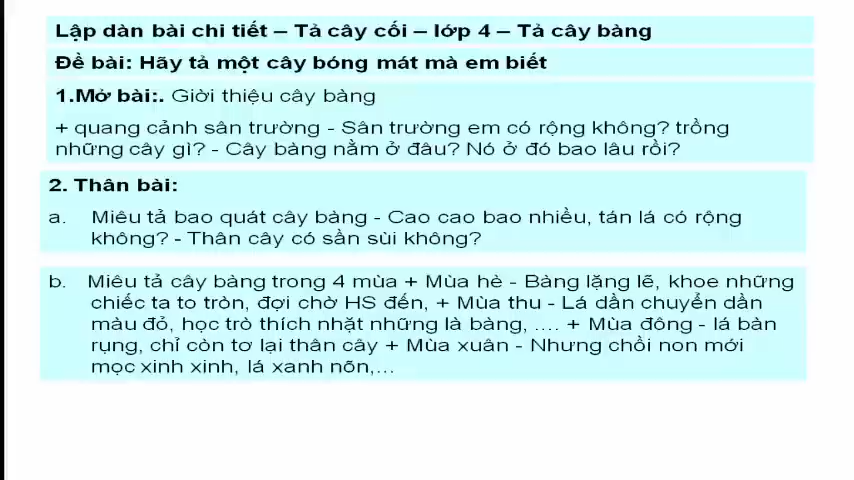 Lập dàn bài chi tiết – Tả cây cối – lớp 4 – Tả cây bàng
Đề bài: Hãy tả một cây bóng mát mà em biết
1.Mở bài:. Giời thiệu cây bàng
+ quang cảnh sân trường - Sân trường em có rộng không? trồng
những cây gì? - Cây bàng nằm ở đâu? Nó ở đó bao lâu rồi?
2. Thân bài:
a. Miêu tả bao quát cây bàng - Cao cao bao nhiều, tán lá có rộng
không? - Thân cây có sần sùi không?
b. Miêu tả cây bàng trong 4 mùa + Mùa hè - Bàng lặng lẽ, khoe những
chiếc ta to tròn, đợi chờ HS đến, + Mùa thu - Lá dần chuyển dần
màu đỏ, học trò thích nhặt những là bàng, .... + Mùa đông - lá bàn
rụng, chỉ còn tơ lại thân cây + Mùa xuân - Nhưng chồi non mới
mọc xinh xinh, lá xanh nõn,...